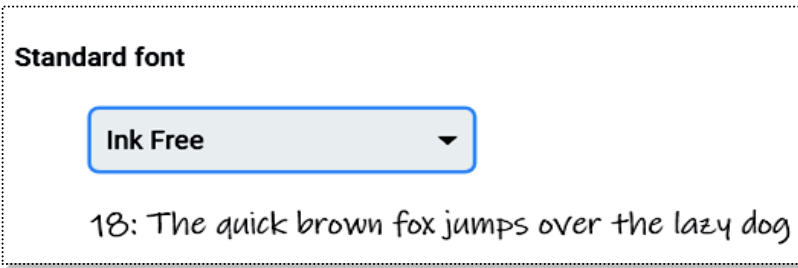 Standard font
Ink Free
18: The quick brown fox jumps over the lazy dog